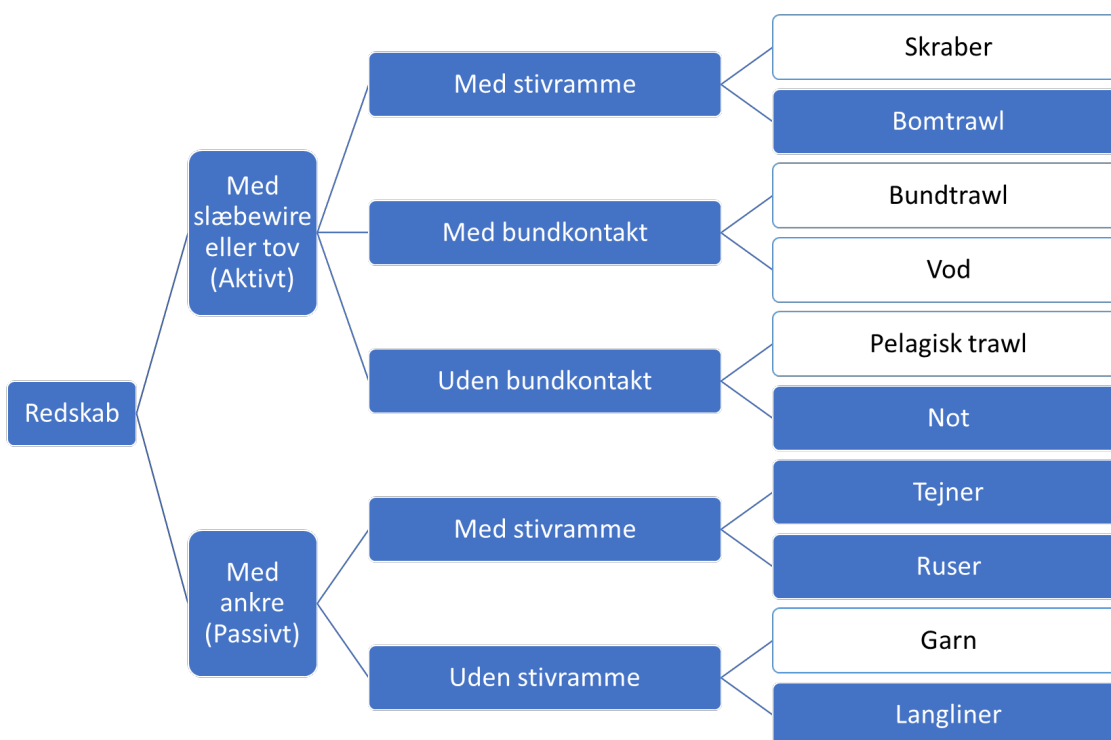 Redskab
Med
slæbewire
eller tov
(Aktivt)
Med stivramme
Skraber
Bomtrawl
Med bundkontakt
Bundtrawl
Vod
Uden bundkontakt
Pelagisk trawl
Not
Med
ankre
(Passivt)
Med stivramme
Tejner
Ruser
Uden stivramme
Garn
Langliner